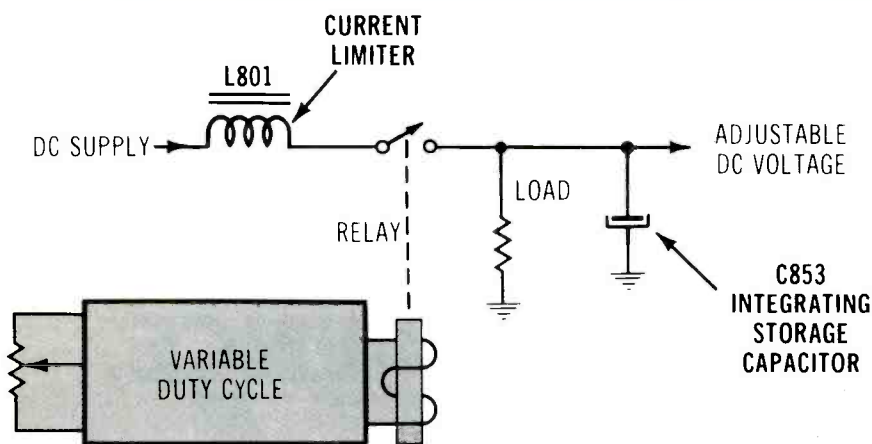 CURRENT
LIMITER
L801
DC SUPPLY
ADJUSTABLE
DC VOLTAGE
LOAD
RELAY
C853
INTEGRATING
STORAGE
CAPACITOR
VARIABLE
DUTY CYCLE